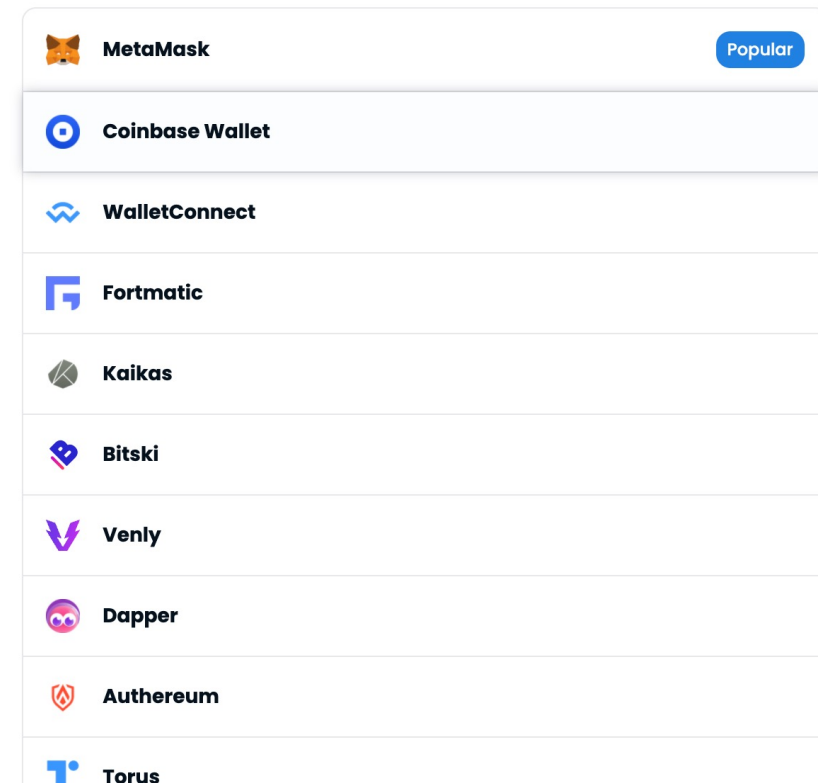 MetaMask
Popular
Coinbase Wallet
WalletConnect
Fortmatic
Kaikas
Bitski
Venly
Dapper
Authereum
Torus